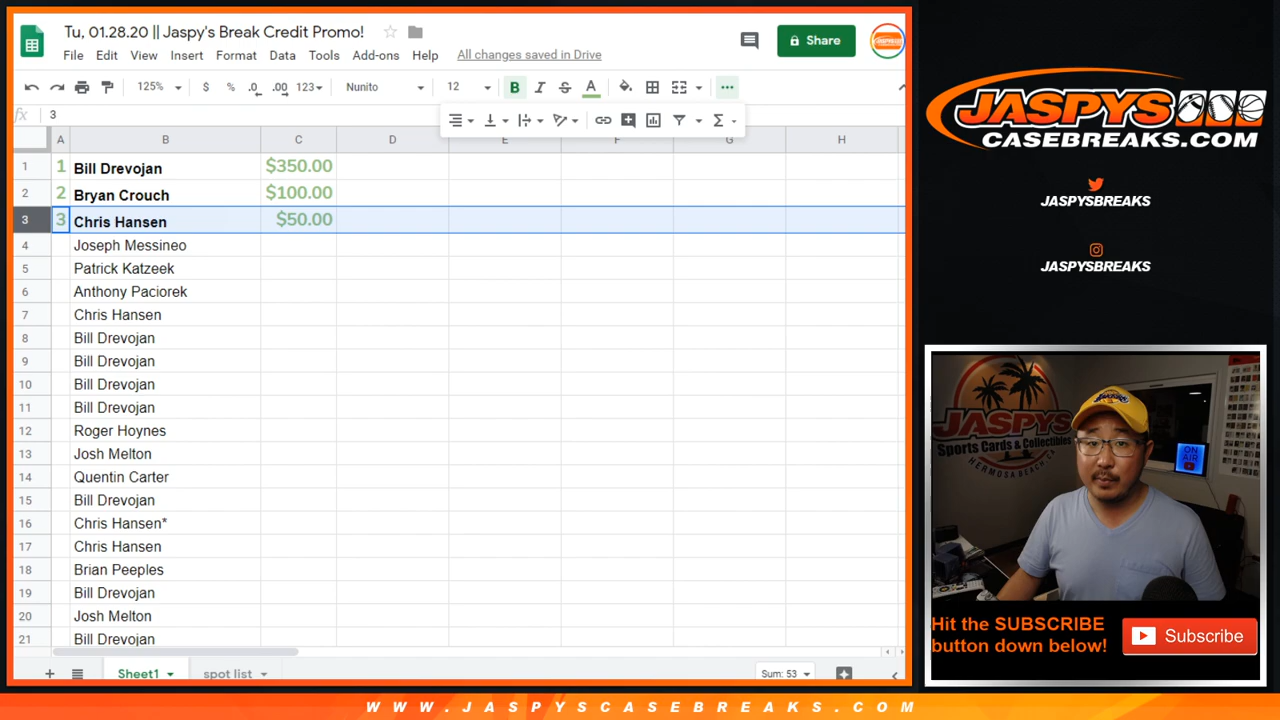 Tu, 01.28.20 || Jaspy's Break Credit Promo!
File Edit View Insert Format Data Tools Add-ons Help All changes saved in Drive
Share
125% $ % .0 .00 123 Nunito 12 B I S A
fx 3
A B C D E F G H
1 1 Bill Drevojan $350.00
2 2 Bryan Crouch $100.00
3 3 Chris Hansen $50.00
4 Joseph Messineo
5 Patrick Katzeek
6 Anthony Paciorek
7 Chris Hansen
8 Bill Drevojan
9 Bill Drevojan
10 Bill Drevojan
11 Bill Drevojan
12 Roger Hoynes
13 Josh Melton
14 Quentin Carter
15 Bill Drevojan
16 Chris Hansen*
17 Chris Hansen
18 Brian Peeples
19 Bill Drevojan
20 Josh Melton
21 Bill Drevojan
Sheet1 spot list Sum: 53
JASPYS
CASEBREAKS.COM
JASPYSBREAKS
JASPYSBREAKS
JASPYS
Sports Cards & Collectibles
HERMOSA BEACH, CA
LAKERS
ON AIR
Hit the SUBSCRIBE
button down below!
Subscribe
WWW.JASPYSCASEBREAKS.COM